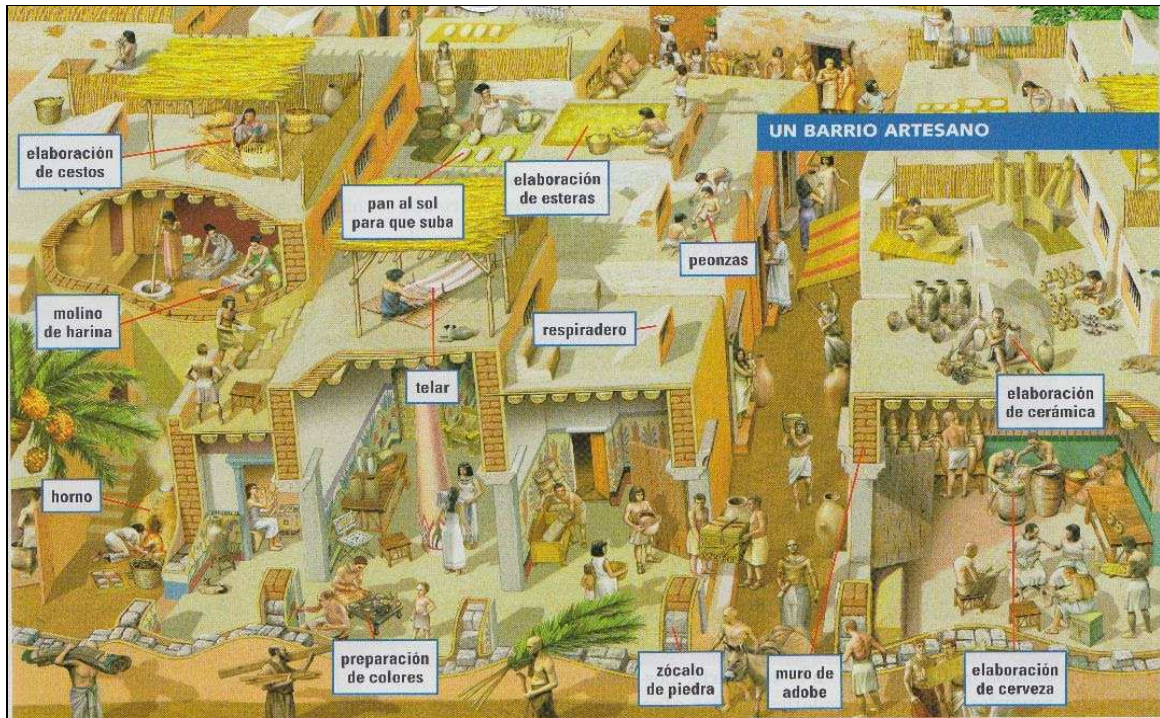 UN BARRIO ARTESANO
elaboración
de cestos
pan al sol
para que suba
elaboración
de esteras
peonzas
molino
de harina
respiradero
telar
elaboración
de cerámica
horno
preparación
de colores
zócalo
de piedra
muro de
adobe
elaboración
de cerveza